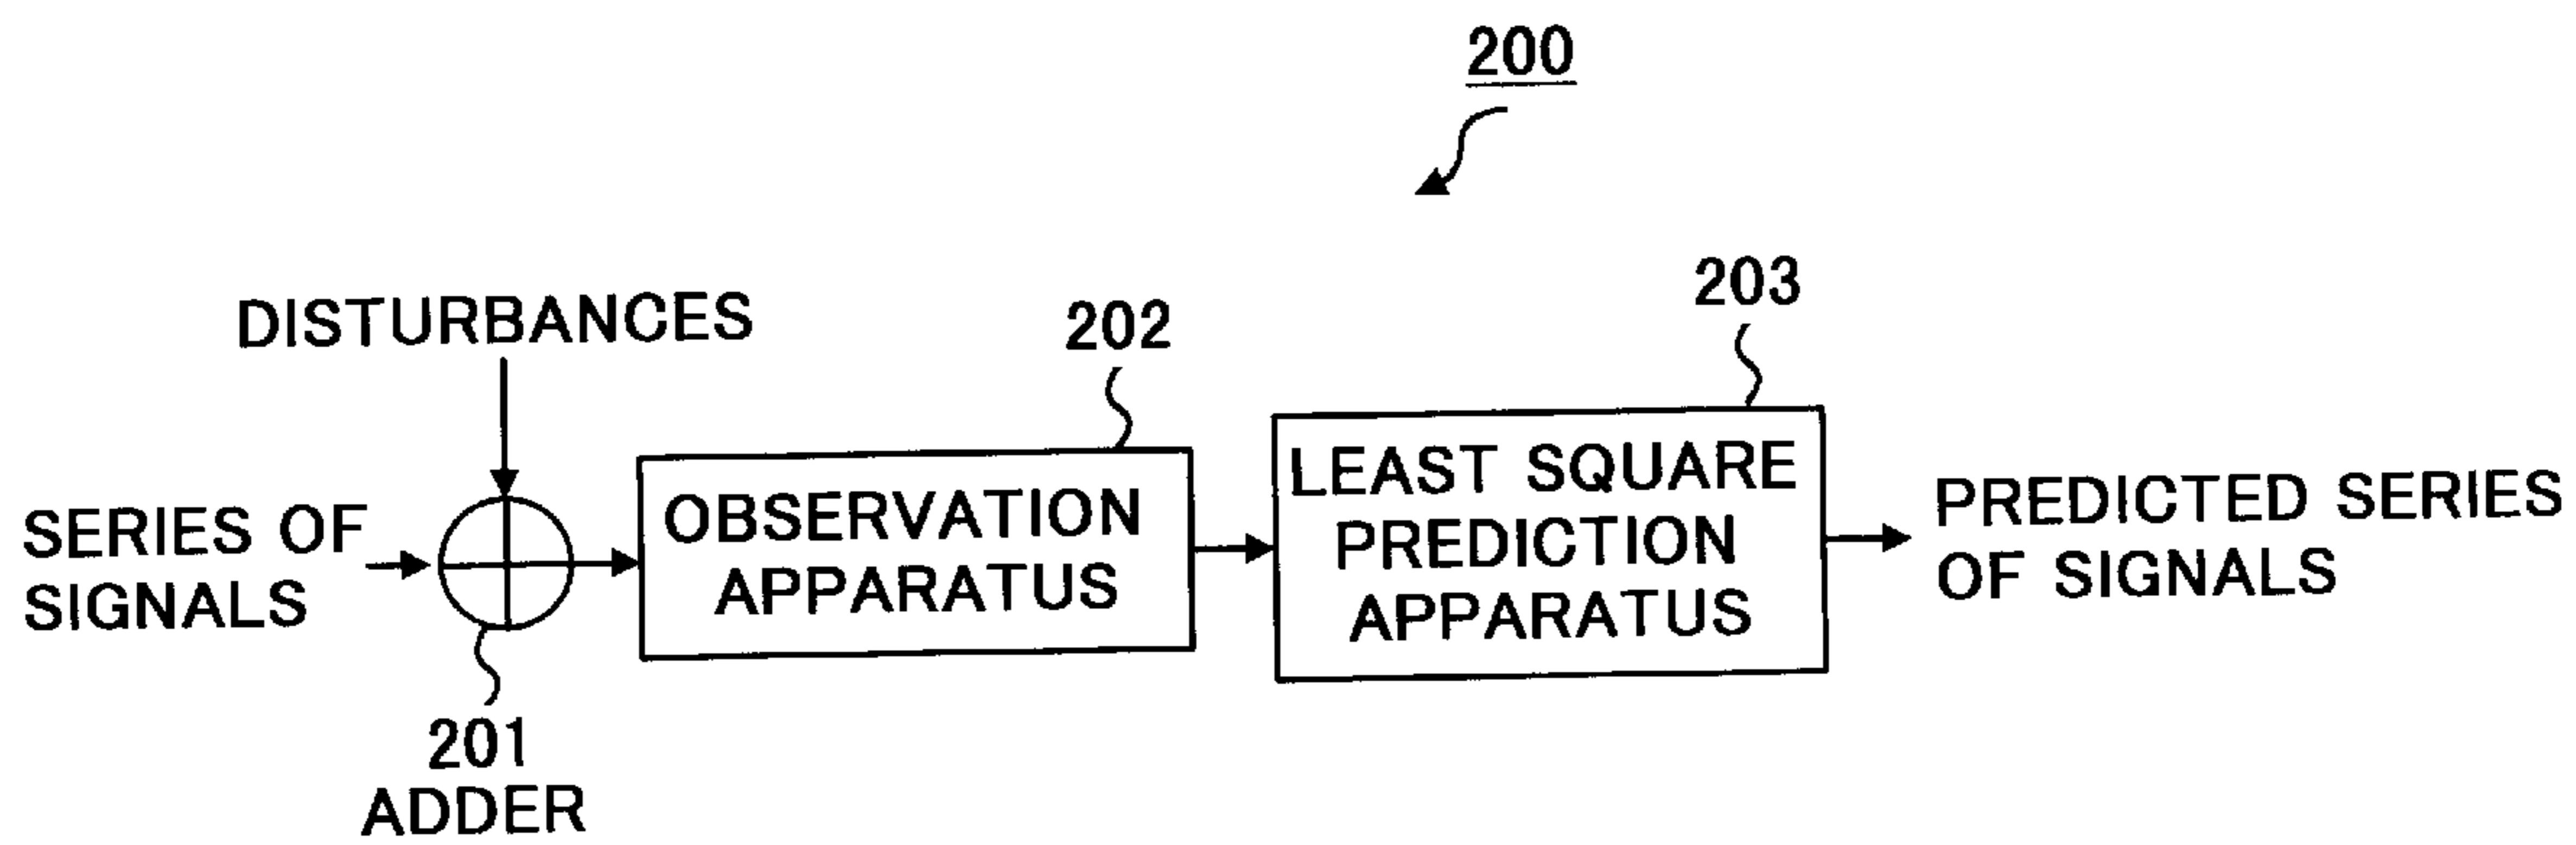 200
203
DISTURBANCES
202
LEAST SQUARE
PREDICTION
APPARATUS
OBSERVATION
APPARATUS
SERIES OF
SIGNALS
PREDICTED SERIES
OF SIGNALS
201
ADDER